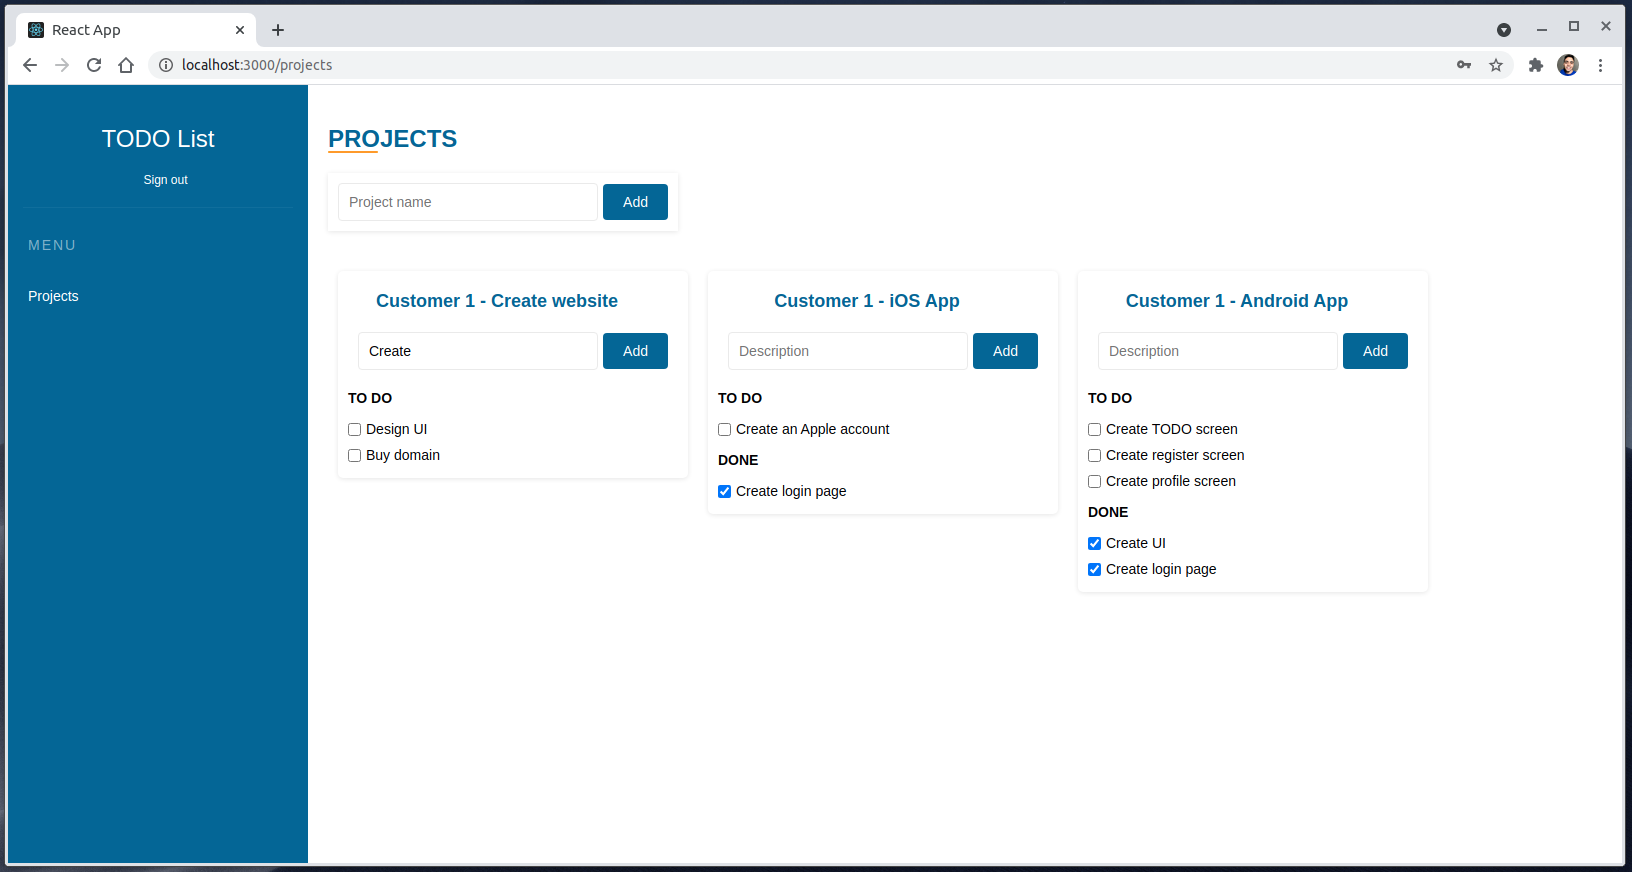 React App
localhost:3000/projects
TODO List
Sign out
MENU
Projects
PROJECTS
Project name
Add
Customer 1 - Create website
Create
Add
TO DO
Design UI
Buy domain
Customer 1 - iOS App
Description
Add
TO DO
Create an Apple account
DONE
Create login page
Customer 1 - Android App
Description
Add
TO DO
Create TODO screen
Create register screen
Create profile screen
DONE
Create UI
Create login page